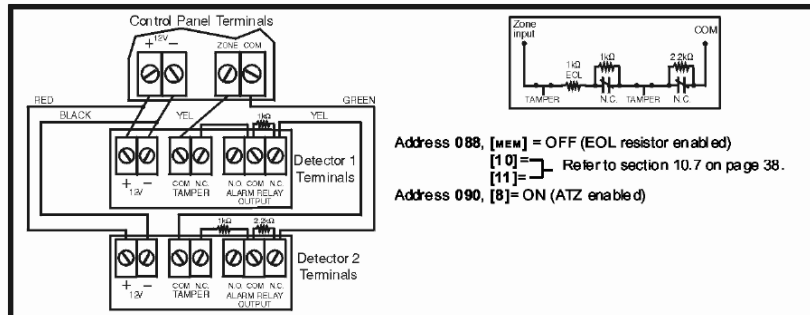 Control Panel Terminals
+ 12V −
ZONE COM
RED
BLACK
YEL
YEL
GREEN
1kΩ
Detector 1
Terminals
+ −
12V
COM N.C.
TAMPER
N.O. COM N.C.
ALARM RELAY
OUTPUT
1kΩ
2.2kΩ
Detector 2
Terminals
+ −
12V
COM N.C.
TAMPER
N.O. COM N.C.
ALARM RELAY
OUTPUT
Zone
input
COM
1kΩ
EOL
1kΩ
2.2kΩ
TAMPER
N.C.
TAMPER
N.C.
Address 088, [MEM] = OFF (EOL resistor enabled)
[10]=
[11]=
Refer to section 10.7 on page 38.
Address 090, [8]= ON (ATZ enabled)